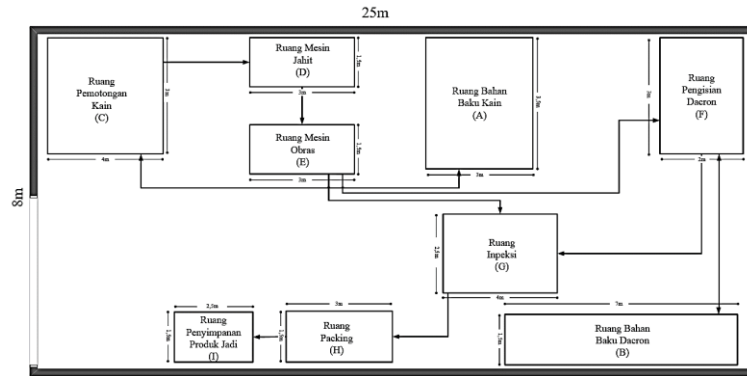 25m
8m
Ruang
Pemotongan
Kain
(C)
3m
4m
Ruang Mesin
Jahit
(D)
1,5m
3m
Ruang Mesin
Obras
(E)
1,5m
3m
Ruang Bahan
Baku Kain
(A)
3,5m
3m
Ruang
Pengisian
Dacron
(F)
3m
2m
Ruang
Inpeksi
(G)
2,5m
4m
2,5m
Ruang
Penyimpanan
Produk Jadi
(I)
1,5m
3m
Ruang
Packing
(H)
1,5m
7m
Ruang Bahan
Baku Dacron
(B)
1,5m